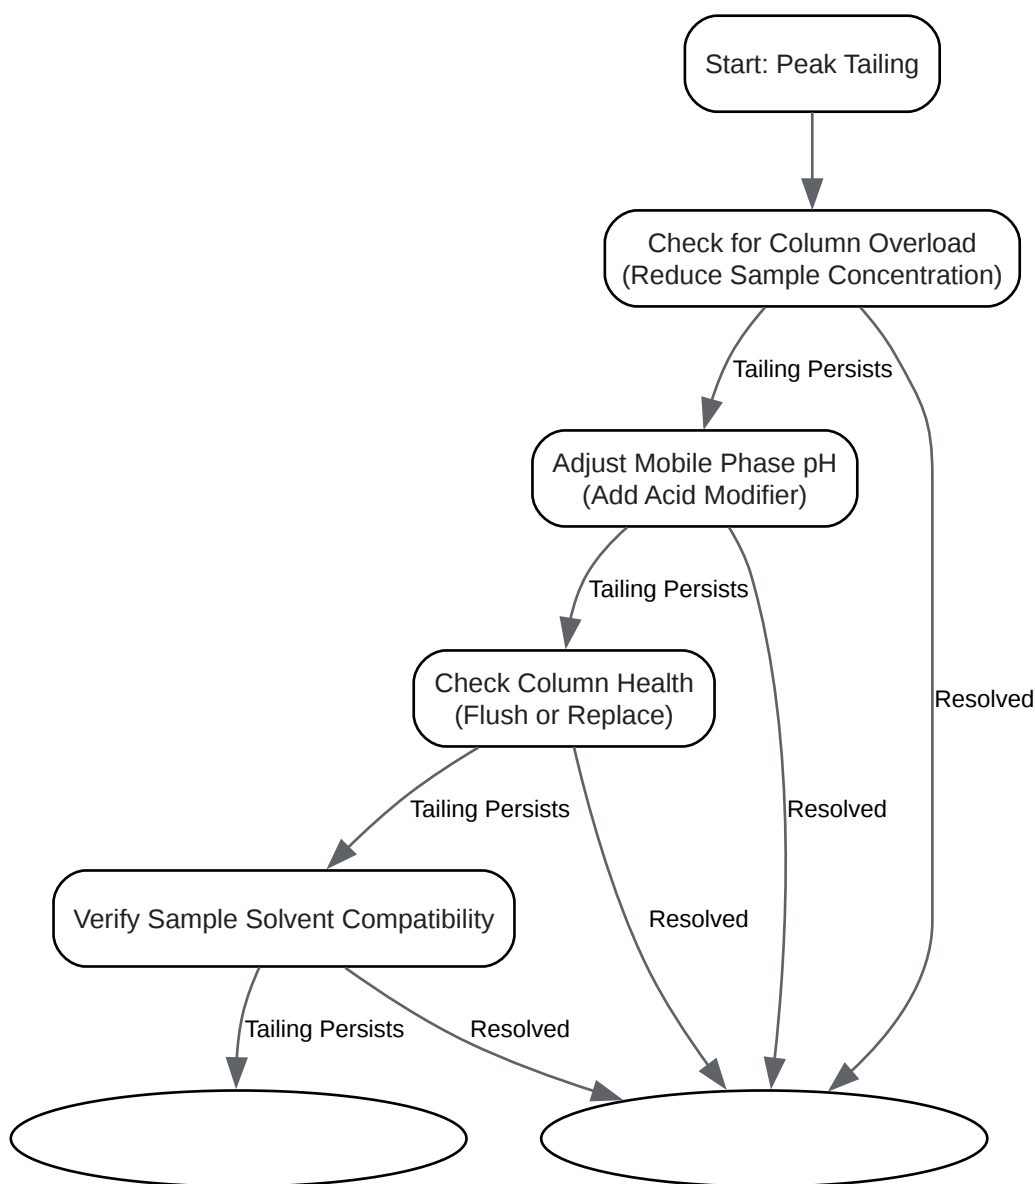 Start: Peak Tailing
Check for Column Overload
(Reduce Sample Concentration)
Tailing Persists
Adjust Mobile Phase pH
(Add Acid Modifier)
Tailing Persists
Check Column Health
(Flush or Replace)
Resolved
Tailing Persists
Resolved
Verify Sample Solvent Compatibility
Resolved
Tailing Persists
Resolved